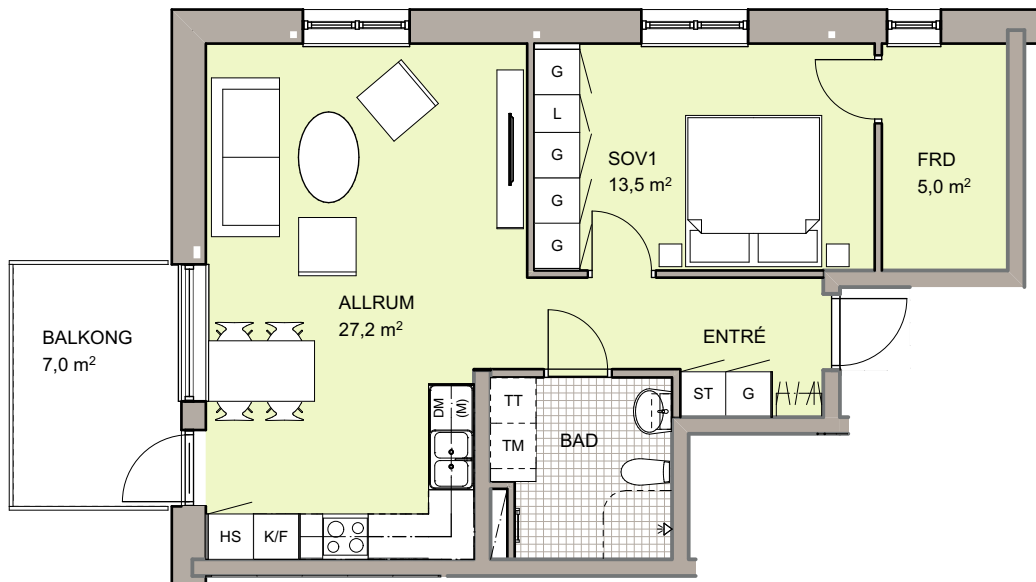 G
L
G
G
G
SOV1
13,5 m²
FRD
5,0 m²
ALLRUM
27,2 m²
BALKONG
7,0 m²
ENTRÉ
ST
G
DM
(M)
TT
TM
BAD
HS
K/F